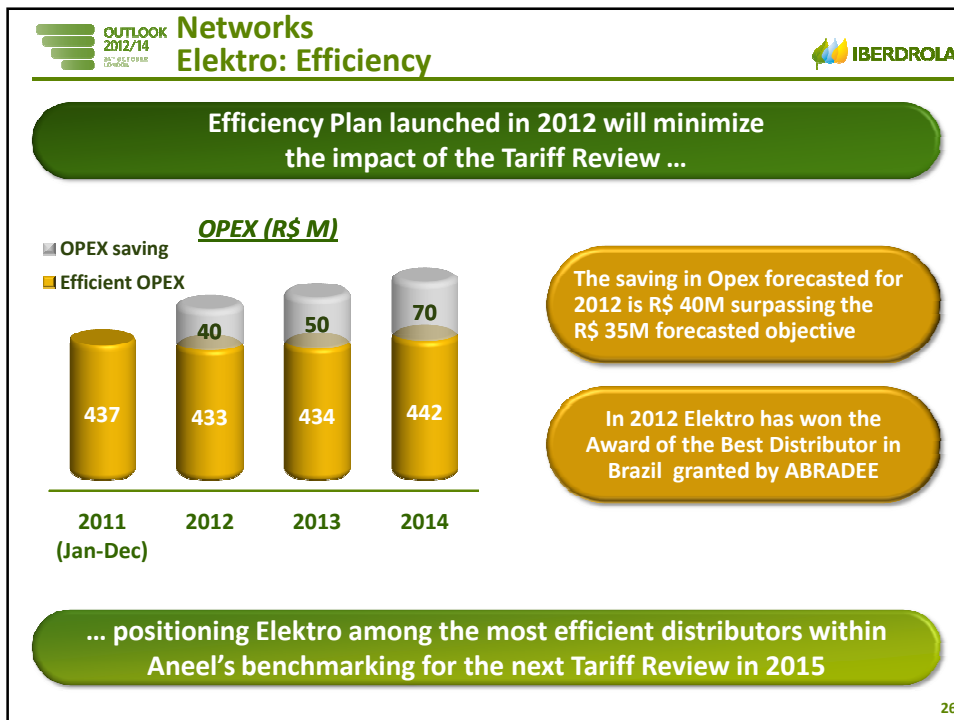 OUTLOOK
2012/14
24TH OCTOBER
LONDON
Networks
Elektro: Efficiency
IBERDROLA
Efficiency Plan launched in 2012 will minimize
the impact of the Tariff Review …
OPEX (R$ M)
OPEX saving
Efficient OPEX
40
50
70
437
433
434
442
2011
(Jan-Dec)
2012
2013
2014
The saving in Opex forecasted for
2012 is R$ 40M surpassing the
R$ 35M forecasted objective
In 2012 Elektro has won the
Award of the Best Distributor in
Brazil granted by ABRADEE
… positioning Elektro among the most efficient distributors within
Aneel’s benchmarking for the next Tariff Review in 2015
26